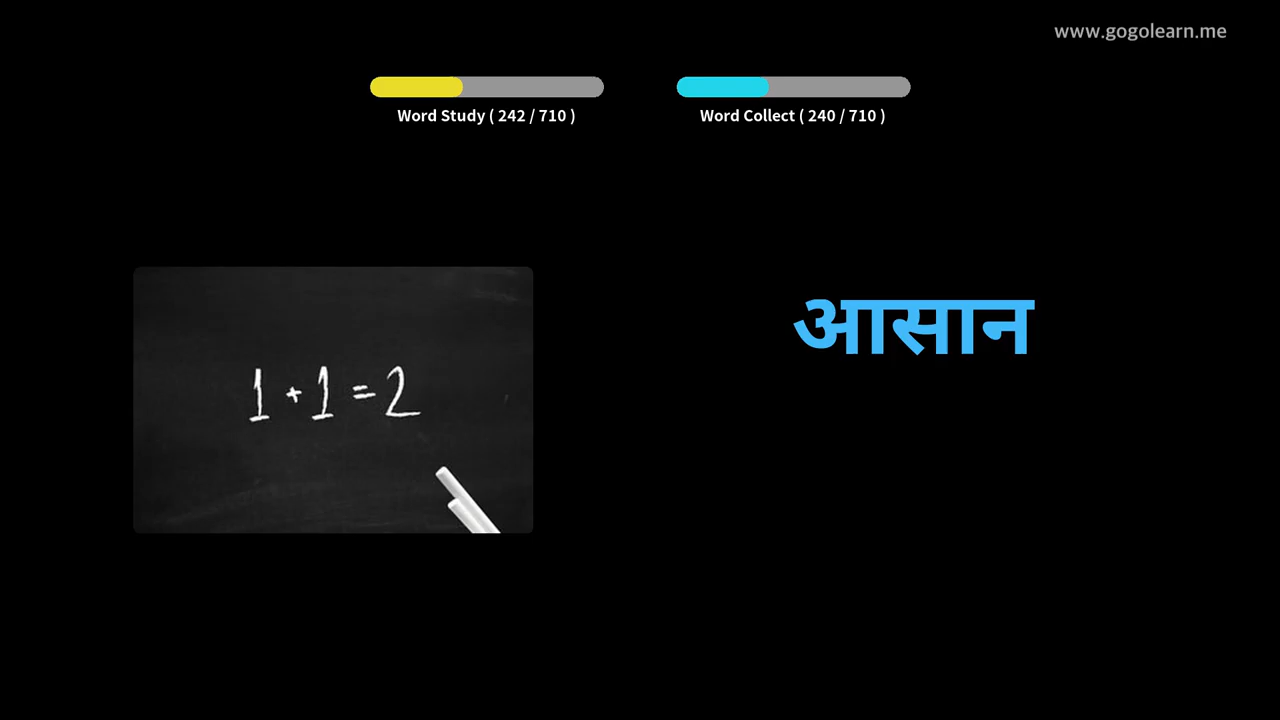 www.gogolearn.me
Word Study ( 242 / 710 )
Word Collect ( 240 / 710 )
आसान
1 + 1 = 2